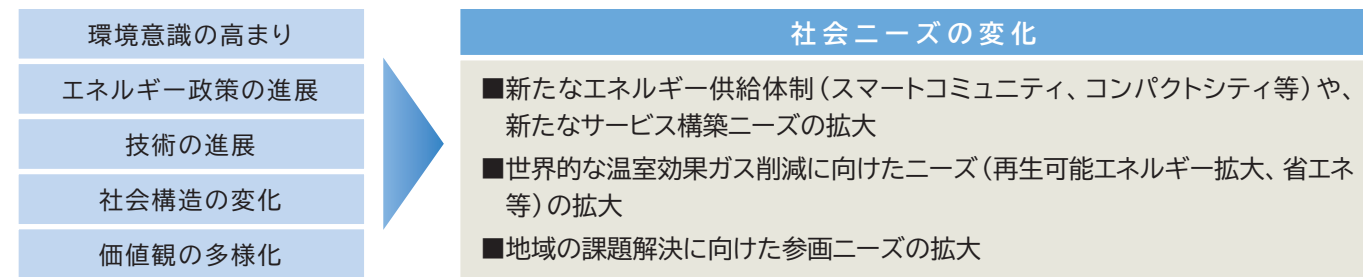 環境意識の高まり
エネルギー政策の進展
技術の進展
社会構造の変化
価値観の多様化
社会ニーズの変化
■新たなエネルギー供給体制（スマートコミュニティ、コンパクトシティ等）や、
新たなサービス構築ニーズの拡大
■世界的な温室効果ガス削減に向けたニーズ（再生可能エネルギー拡大、省エネ
等）の拡大
■地域の課題解決に向けた参画ニーズの拡大